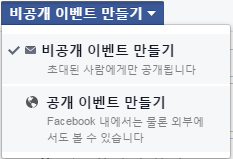 비공개 이벤트 만들기
비공개 이벤트 만들기
초대된 사람에게만 공개됩니다
공개 이벤트 만들기
Facebook 내에서는 물론 외부에
서도 볼 수 있습니다